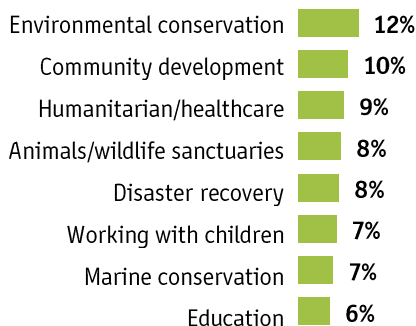 Environmental conservation 12%
Community development 10%
Humanitarian/healthcare 9%
Animals/wildlife sanctuaries 8%
Disaster recovery 8%
Working with children 7%
Marine conservation 7%
Education 6%